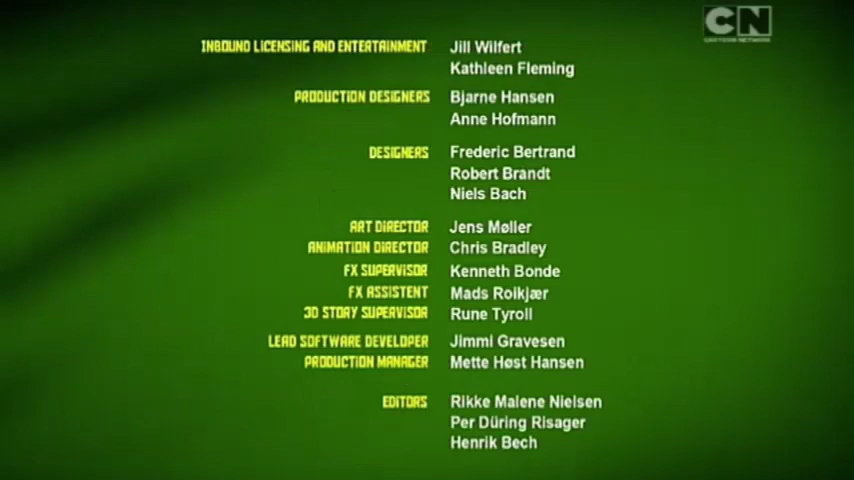 CN
CARTOON NETWORK
INBOUND LICENSING AND ENTERTAINMENT Jill Wilfert
Kathleen Fleming
PRODUCTION DESIGNERS Bjarne Hansen
Anne Hofmann
DESIGNERS Frederic Bertrand
Robert Brandt
Niels Bach
ART DIRECTOR Jens Møller
ANIMATION DIRECTOR Chris Bradley
FX SUPERVISOR Kenneth Bonde
FX ASSISTENT Mads Roikjær
3D STORY SUPERVISOR Rune Tyroll
LEAD SOFTWARE DEVELOPER Jimmi Gravesen
PRODUCTION MANAGER Mette Høst Hansen
EDITORS Rikke Malene Nielsen
Per Düring Risager
Henrik Bech